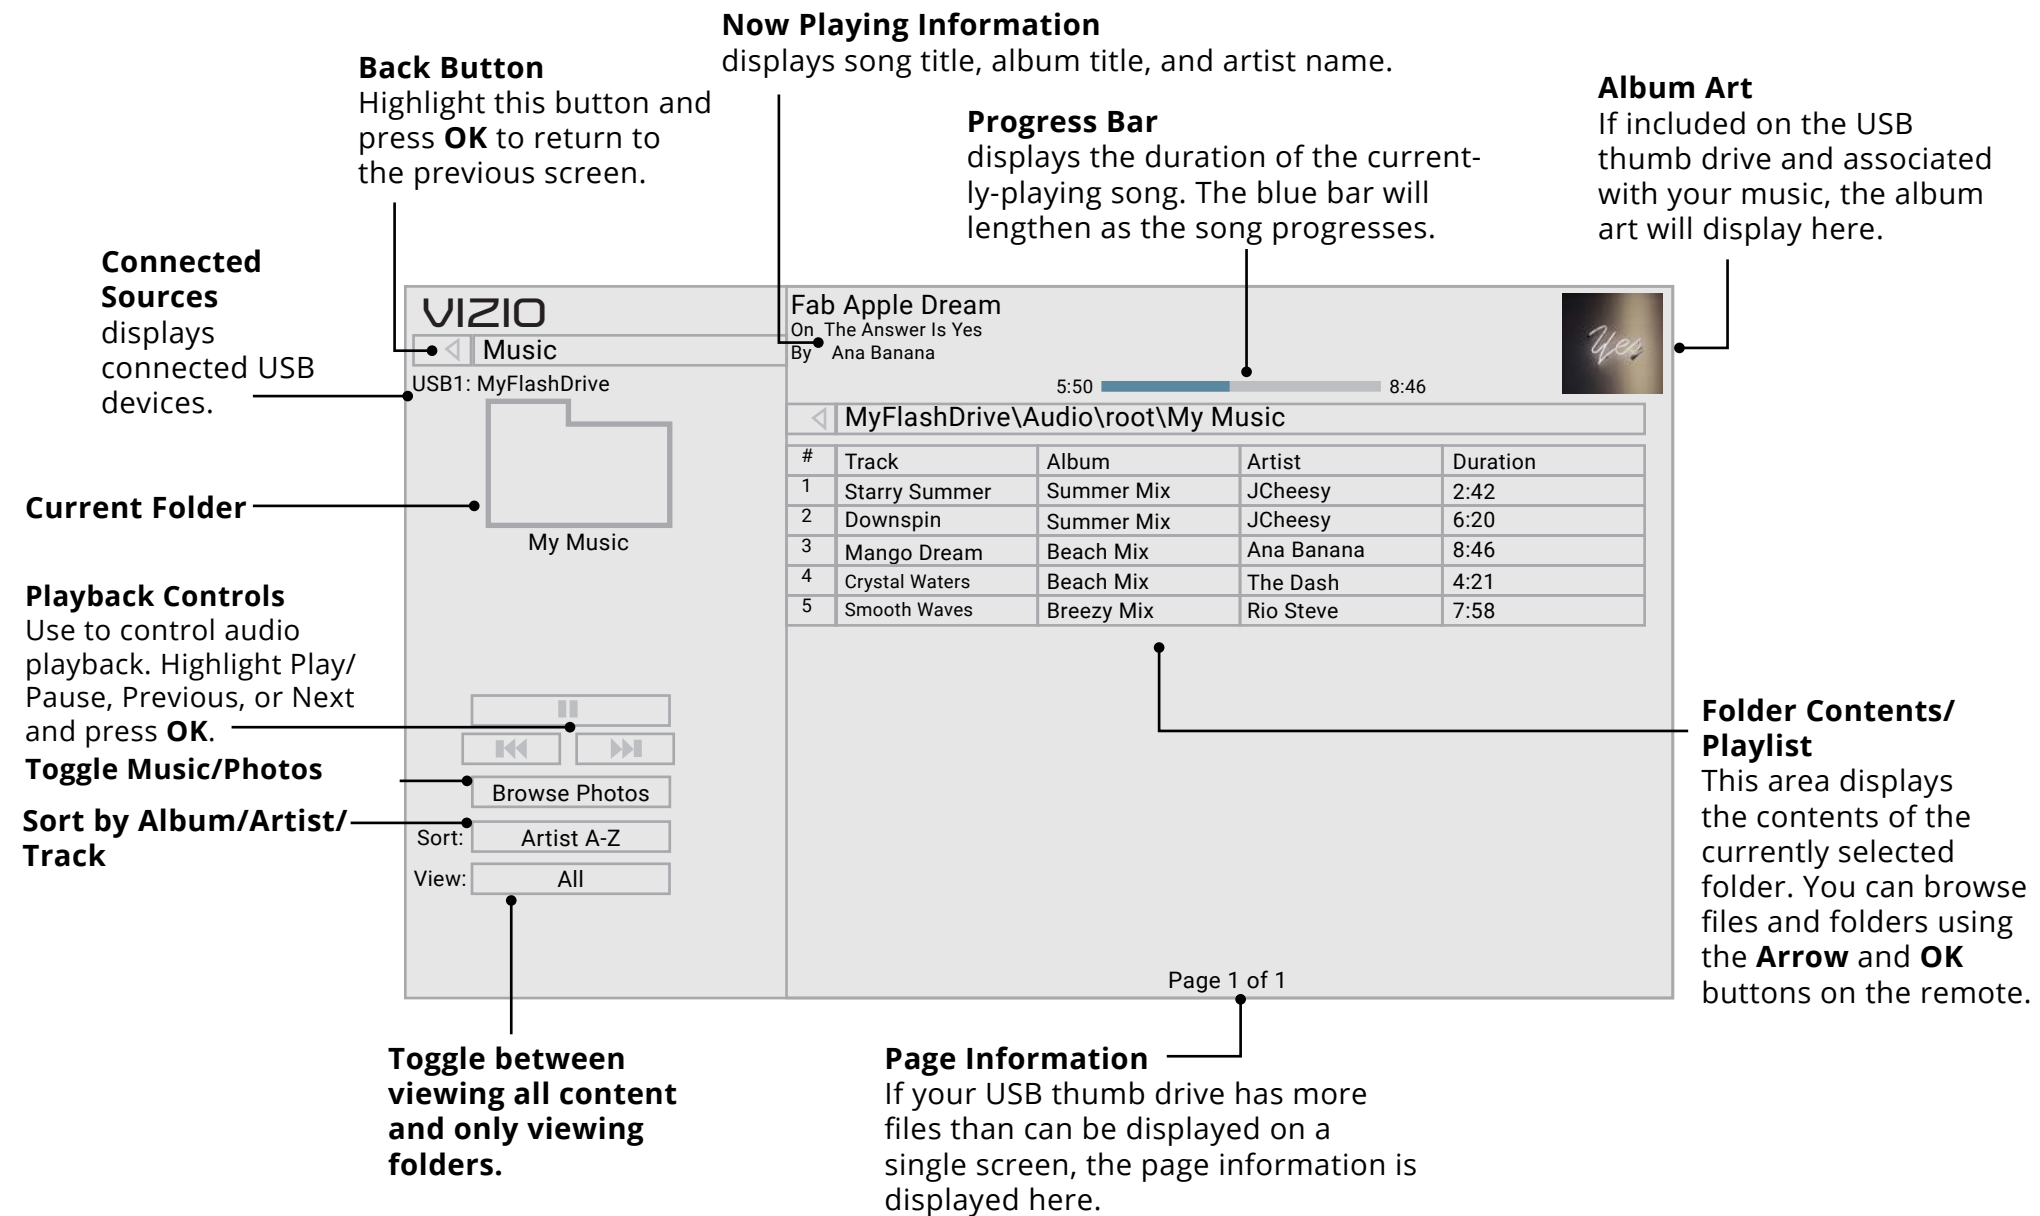 Now Playing Information
displays song title, album title, and artist name.
Back Button
Highlight this button and
press OK to return to
the previous screen.
Progress Bar
displays the duration of the current-
ly-playing song. The blue bar will
lengthen as the song progresses.
Album Art
If included on the USB
thumb drive and associated
with your music, the album
art will display here.
Connected
Sources
displays
connected USB
devices.
Current Folder
Playback Controls
Use to control audio
playback. Highlight Play/
Pause, Previous, or Next
and press OK.
Toggle Music/Photos
Sort by Album/Artist/
Track
VIZIO
Music
USB1: MyFlashDrive
My Music
Browse Photos
Sort: Artist A-Z
View: All
Fab Apple Dream
On The Answer Is Yes
By Ana Banana
Yes
5:50 8:46
MyFlashDrive\Audio\root\My Music
# Track Album Artist Duration
1 Starry Summer Summer Mix JCheesy 2:42
2 Downspin Summer Mix JCheesy 6:20
3 Mango Dream Beach Mix Ana Banana 8:46
4 Crystal Waters Beach Mix The Dash 4:21
5 Smooth Waves Breezy Mix Rio Steve 7:58
Page 1 of 1
Folder Contents/
Playlist
This area displays
the contents of the
currently selected
folder. You can browse
files and folders using
the Arrow and OK
buttons on the remote.
Toggle between
viewing all content
and only viewing
folders.
Page Information
If your USB thumb drive has more
files than can be displayed on a
single screen, the page information is
displayed here.